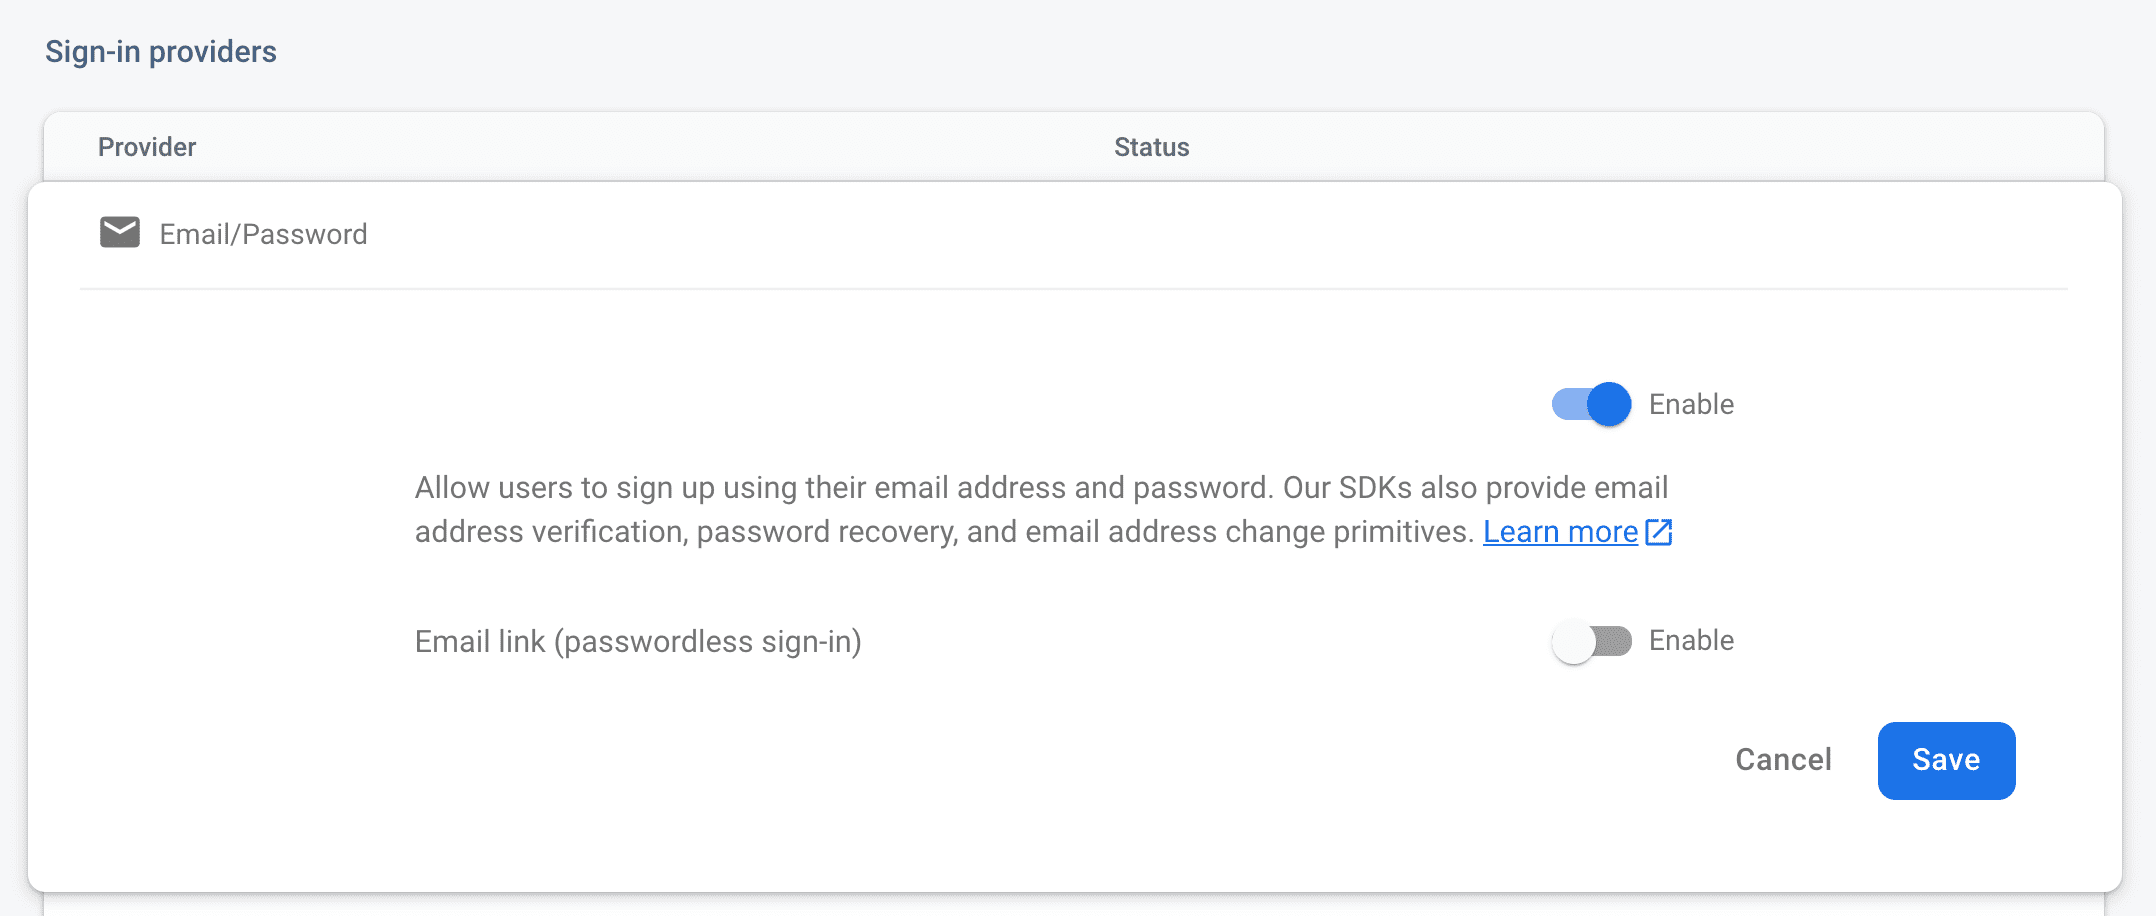 Sign-in providers
Provider Status
Email/Password
Enable
Allow users to sign up using their email address and password. Our SDKs also provide email
address verification, password recovery, and email address change primitives. Learn more
Email link (passwordless sign-in) Enable
Cancel Save